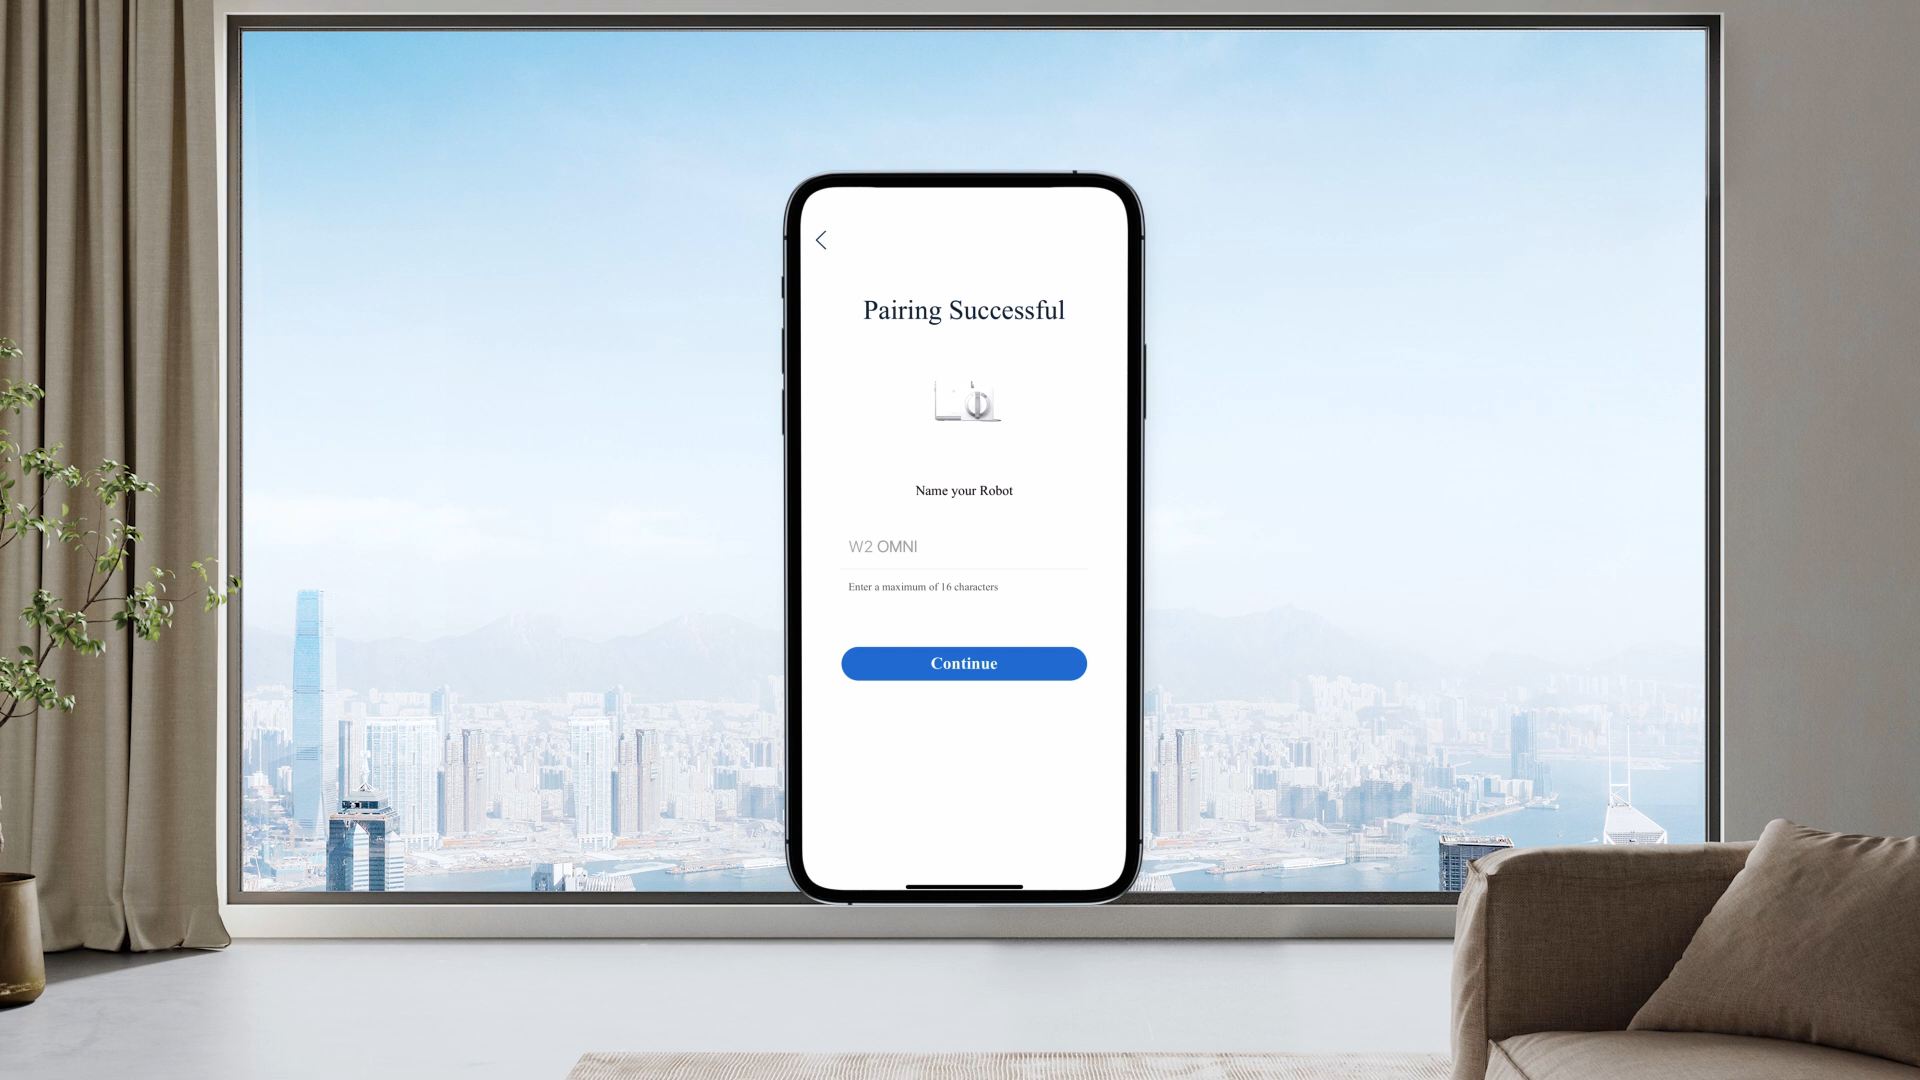 Pairing Successful
Name your Robot
W2 OMNI
Enter a maximum of 16 characters
Continue